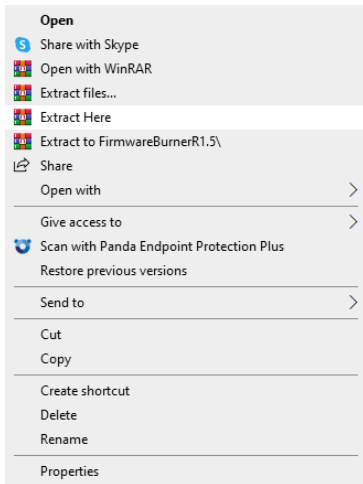 Open
Share with Skype
Open with WinRAR
Extract files...
Extract Here
Extract to FirmwareBurnerR1.5\
Share
Open with
Give access to
Scan with Panda Endpoint Protection Plus
Restore previous versions
Send to
Cut
Copy
Create shortcut
Delete
Rename
Properties